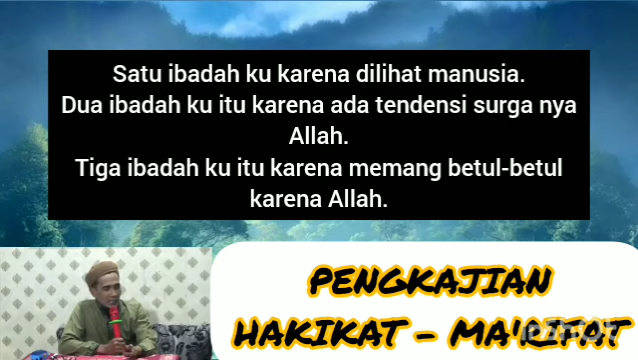 Satu ibadah ku karena dilihat manusia.
Dua ibadah ku itu karena ada tendensi surga nya
Allah.
Tiga ibadah ku itu karena memang betul-betul
karena Allah.
PENGKAJIAN
HAKIKAT - MA'RIFAT